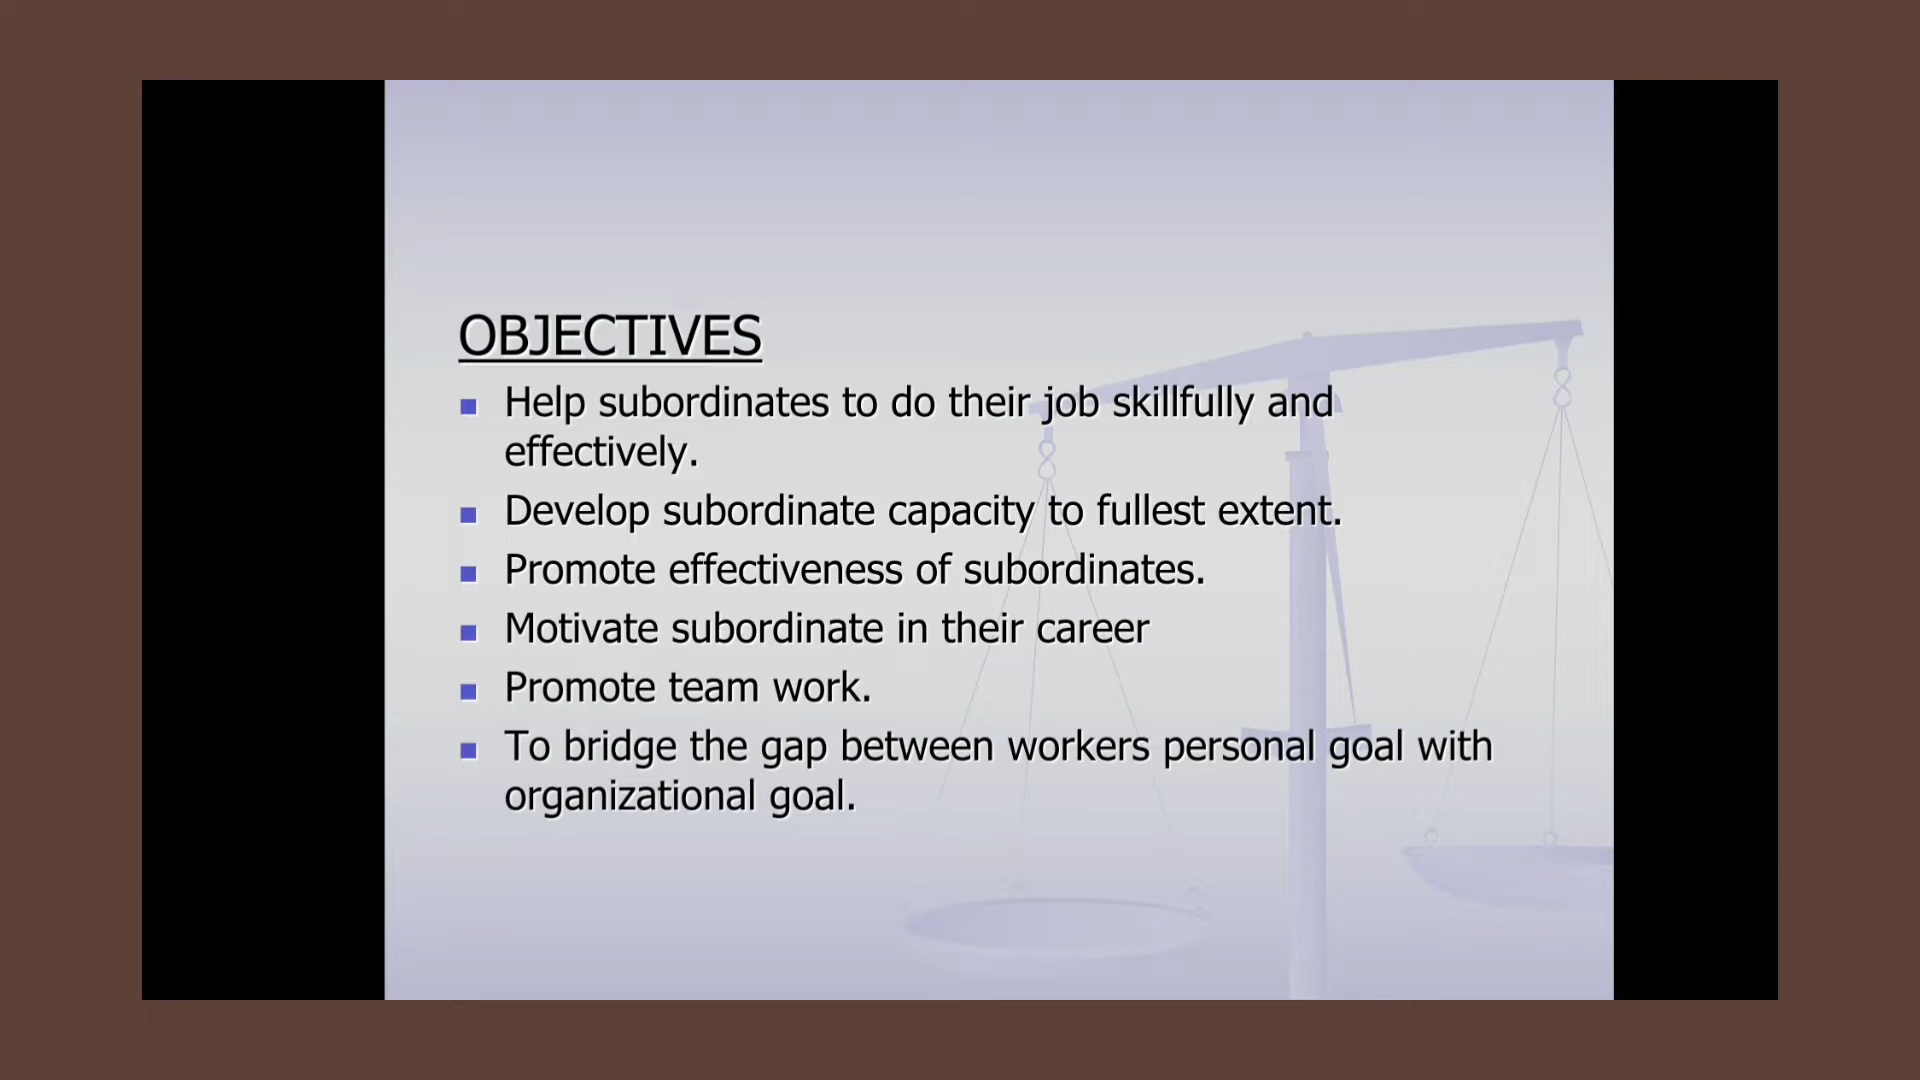 OBJECTIVES
Help subordinates to do their job skillfully and
effectively.
Develop subordinate capacity to fullest extent.
Promote effectiveness of subordinates.
Motivate subordinate in their career
Promote team work.
To bridge the gap between workers personal goal with
organizational goal.